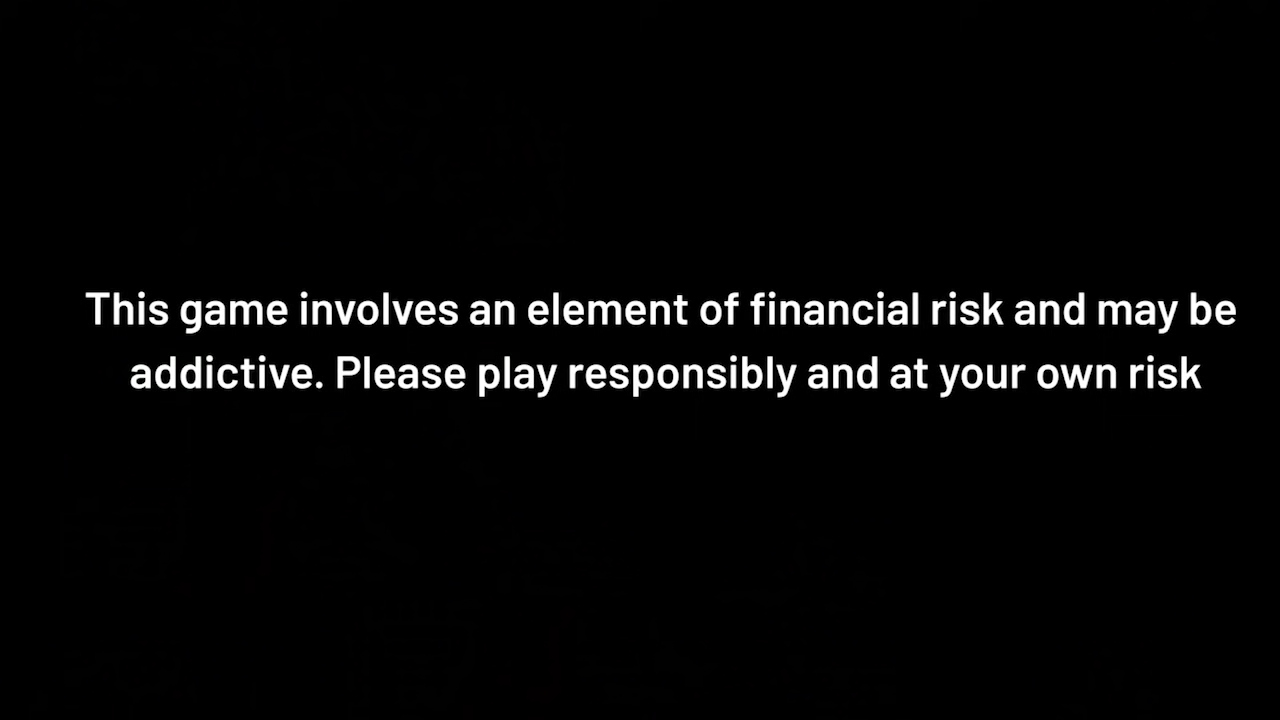 This game involves an element of financial risk and may be
addictive. Please play responsibly and at your own risk